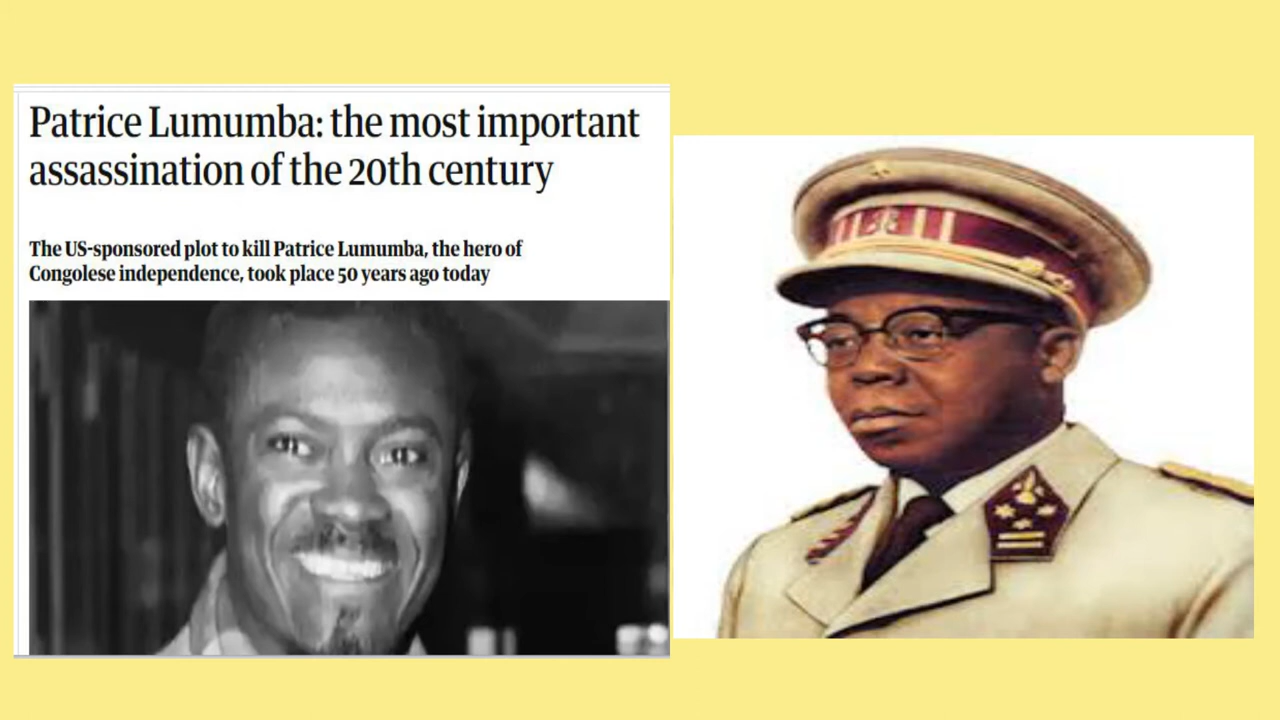 Patrice Lumumba: the most important
assassination of the 20th century
The US-sponsored plot to kill Patrice Lumumba, the hero of
Congolese independence, took place 50 years ago today